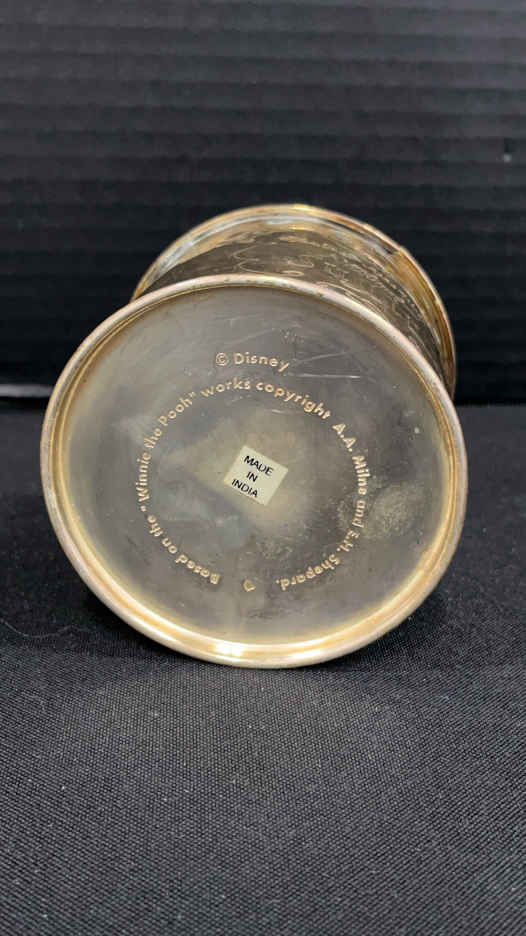 © Disney
Based on the "Winnie the Pooh" works copyright A.A. Milne and E.H. Shepard.
MADE
IN
INDIA